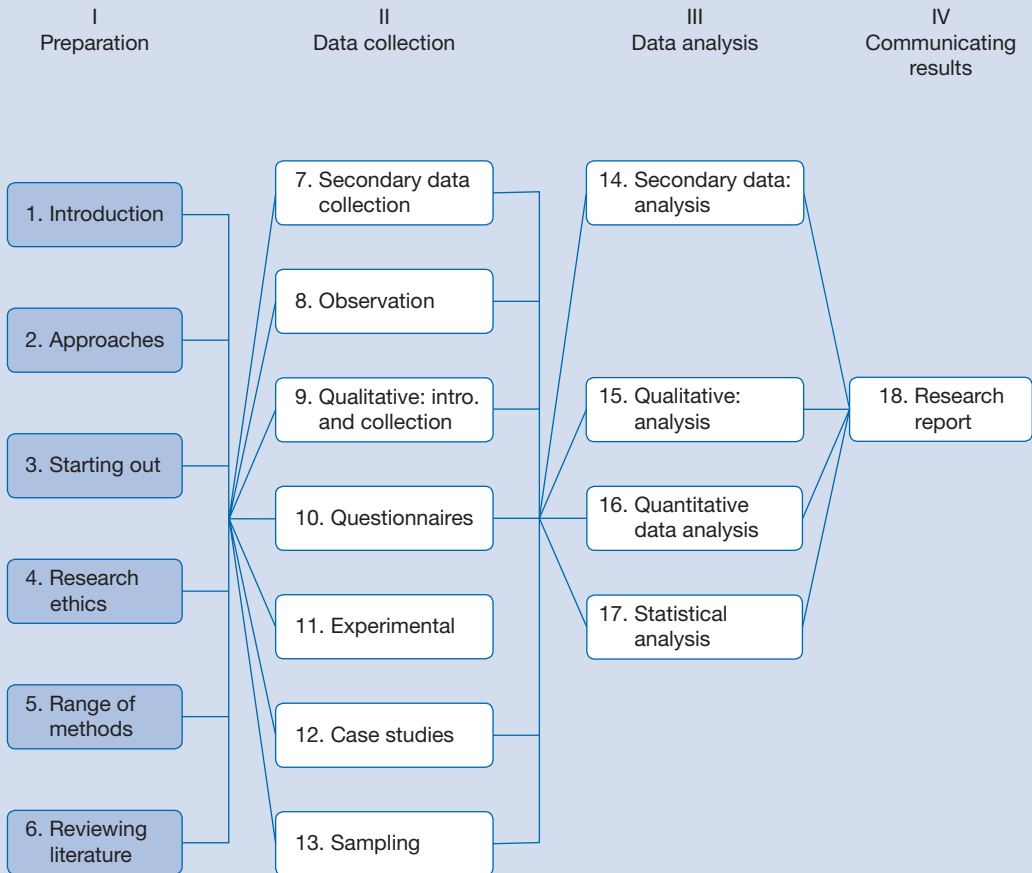 I
Preparation
II
Data collection
III
Data analysis
IV
Communicating
results
1. Introduction
2. Approaches
3. Starting out
4. Research
ethics
5. Range of
methods
6. Reviewing
literature
7. Secondary data
collection
8. Observation
9. Qualitative: intro.
and collection
10. Questionnaires
11. Experimental
12. Case studies
13. Sampling
14. Secondary data:
analysis
15. Qualitative:
analysis
16. Quantitative
data analysis
17. Statistical
analysis
18. Research
report